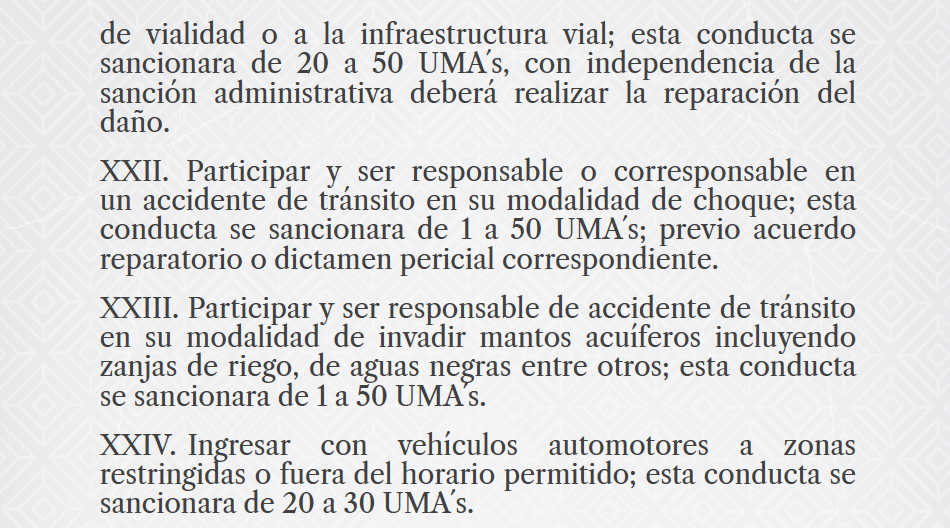 de vialidad o a la infraestructura vial; esta conducta se
sancionara de 20 a 50 UMA´s, con independencia de la
sanción administrativa deberá realizar la reparación del
daño.
XXII. Participar y ser responsable o corresponsable en
un accidente de tránsito en su modalidad de choque; esta
conducta se sancionara de 1 a 50 UMA´s; previo acuerdo
reparatorio o dictamen pericial correspondiente.
XXIII. Participar y ser responsable de accidente de tránsito
en su modalidad de invadir mantos acuíferos incluyendo
zanjas de riego, de aguas negras entre otros; esta conducta
se sancionara de 1 a 50 UMA´s.
XXIV. Ingresar con vehículos automotores a zonas
restringidas o fuera del horario permitido; esta conducta se
sancionara de 20 a 30 UMA´s.